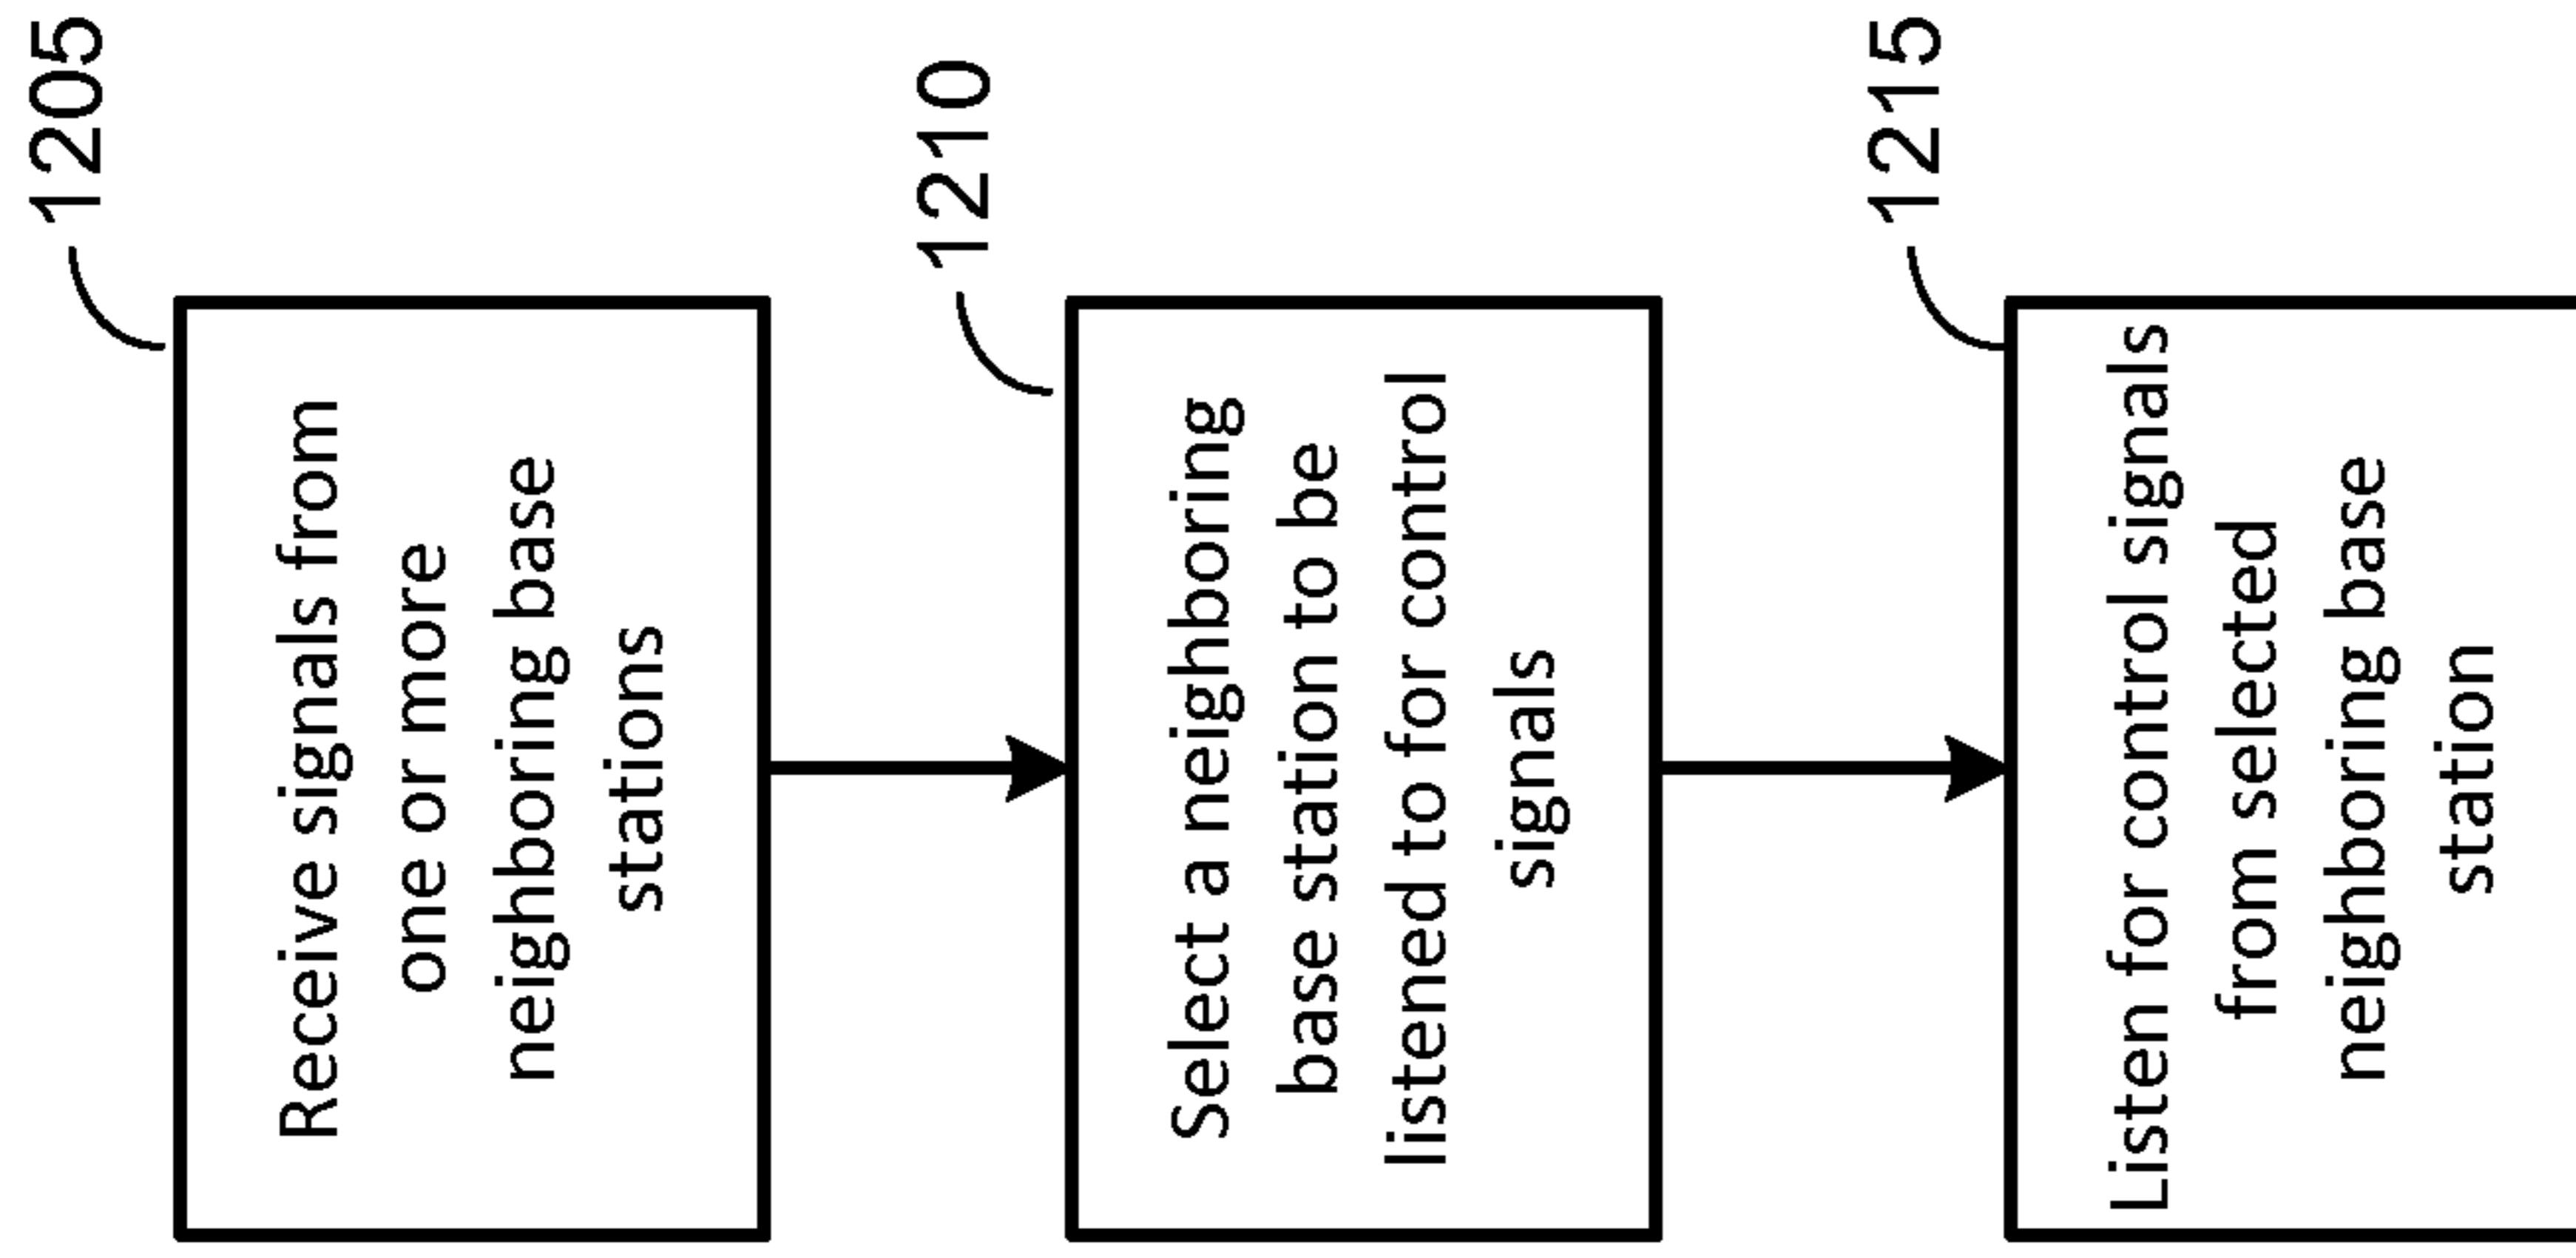 1205
Receive signals from
one or more
neighboring base
stations
1210
Select a neighboring
base station to be
listened to for control
signals
1215
Listen for control signals
from selected
neighboring base
station